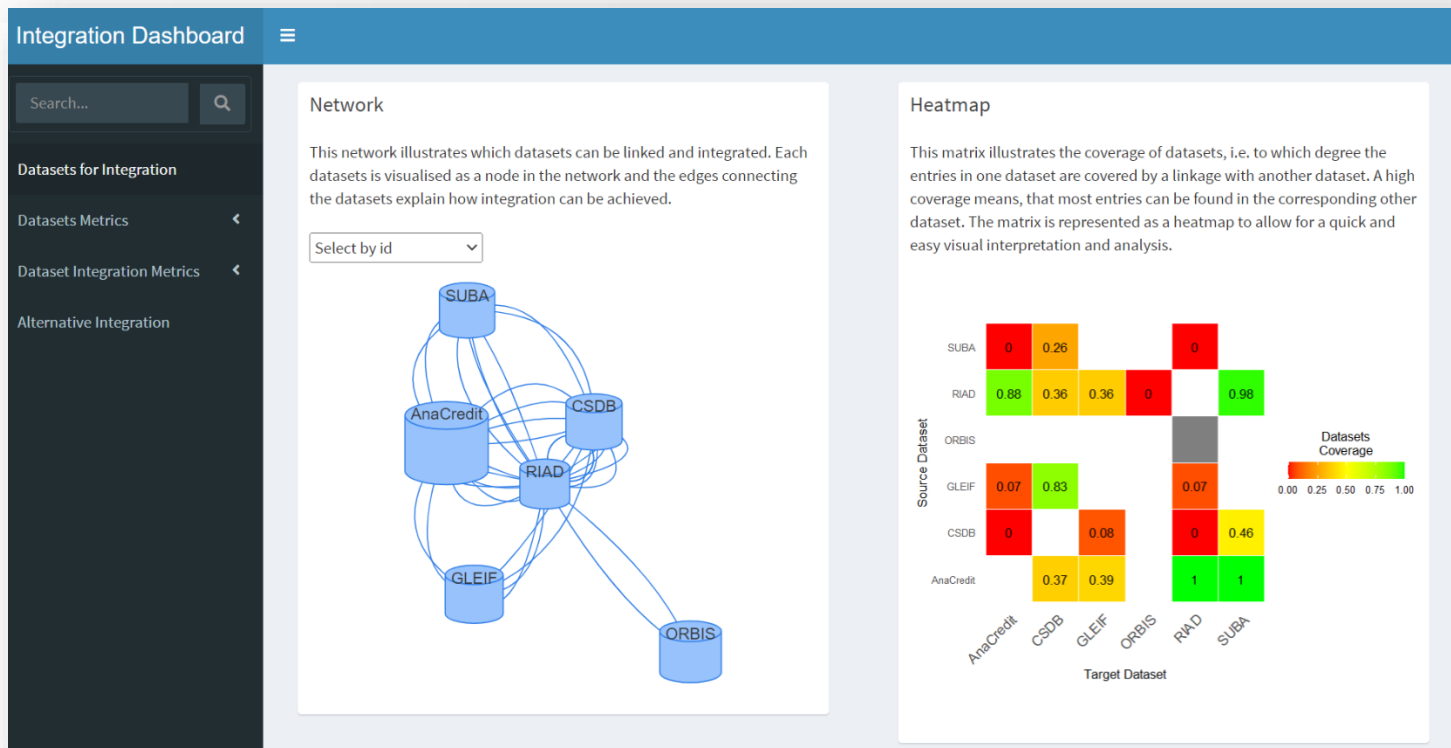 Integration Dashboard
Search...
Datasets for Integration
Datasets Metrics
Dataset Integration Metrics
Alternative Integration
Network
This network illustrates which datasets can be linked and integrated. Each
datasets is visualised as a node in the network and the edges connecting
the datasets explain how integration can be achieved.
Select by id
SUBA
AnaCredit
CSDB
RIAD
GLEIF
ORBIS
Heatmap
This matrix illustrates the coverage of datasets, i.e. to which degree the
entries in one dataset are covered by a linkage with another dataset. A high
coverage means, that most entries can be found in the corresponding other
dataset. The matrix is represented as a heatmap to allow for a quick and
easy visual interpretation and analysis.
Source Dataset
SUBA 0 0.26 0
RIAD 0.88 0.36 0.36 0 0.98
ORBIS
GLEIF 0.07 0.83 0.07
CSDB 0 0.08 0 0.46
AnaCredit 0.37 0.39 1 1
AnaCredit CSDB GLEIF ORBIS RIAD SUBA
Target Dataset
Datasets
Coverage
0.00 0.25 0.50 0.75 1.00